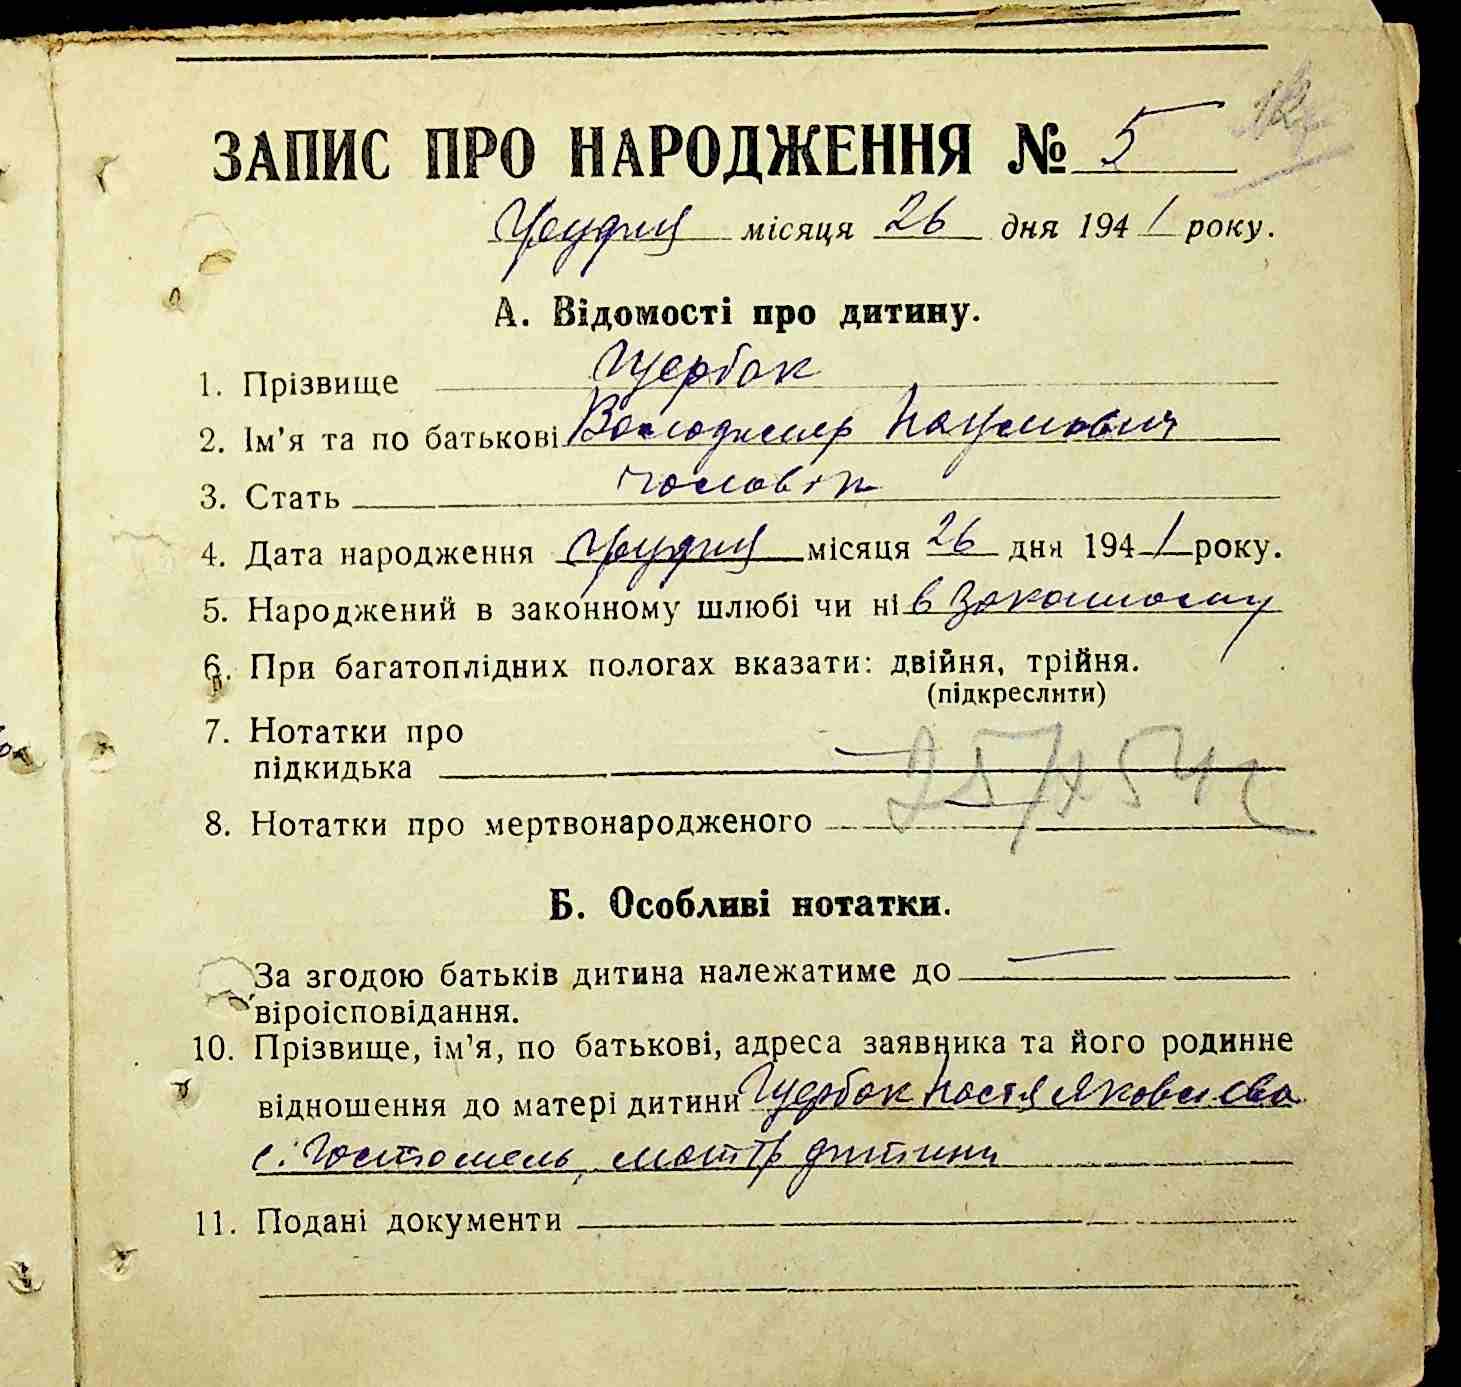 ЗАПИС ПРО НАРОДЖЕННЯ № 5
Грудня місяця 26 дня 1941 року.
А. Відомості про дитину.
1. Прізвище Щербак
2. Ім'я та по батькові Володимер Наумович
3. Стать чоловік
4. Дата народження Грудня місяця 26 дня 1941 року.
5. Народжений в законному шлюбі чи ні в законному
6. При багатоплідних пологах вказати: двійня, трійня.
(підкреслити)
7. Нотатки про
підкидька
8. Нотатки про мертвонародженого
Б. Особливі нотатки.
За згодою батьків дитина належатиме до
віроісповідання.
10. Прізвище, ім'я, по батькові, адреса заявника та його родинне
відношення до матері дитини Щербак Настя Яковлєва
с. Гостомель, матір дитини
11. Подані документи